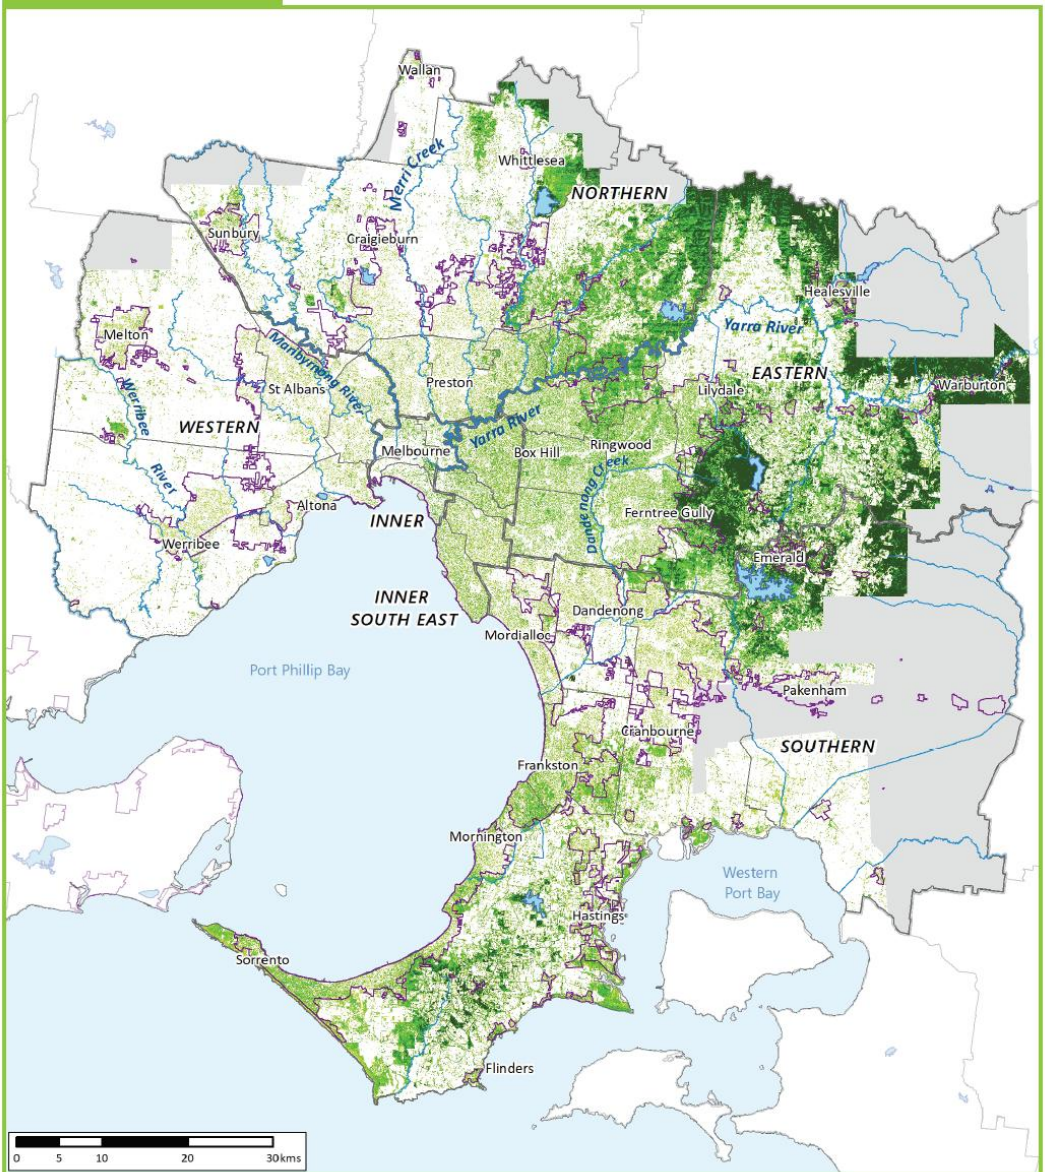 Wallan
Merri Creek
Whittlesea
NORTHERN
Sunbury
Craigieburn
Healesville
Melton
Maribyrnong River
Yarra River
Werribee
River
St Albans
Preston
EASTERN
Lilydale
Warburton
WESTERN
Melbourne
Yarra River
Box Hill
Ringwood
Dandenong Creek
Altona
INNER
Ferntree Gully
Werribee
Emerald
INNER
SOUTH EAST
Dandenong
Mordialloc
Port Phillip Bay
Pakenham
Cranbourne
SOUTHERN
Frankston
Mornington
Western
Port Bay
Hastings
Sorrento
Flinders
0 5 10 20 30kms